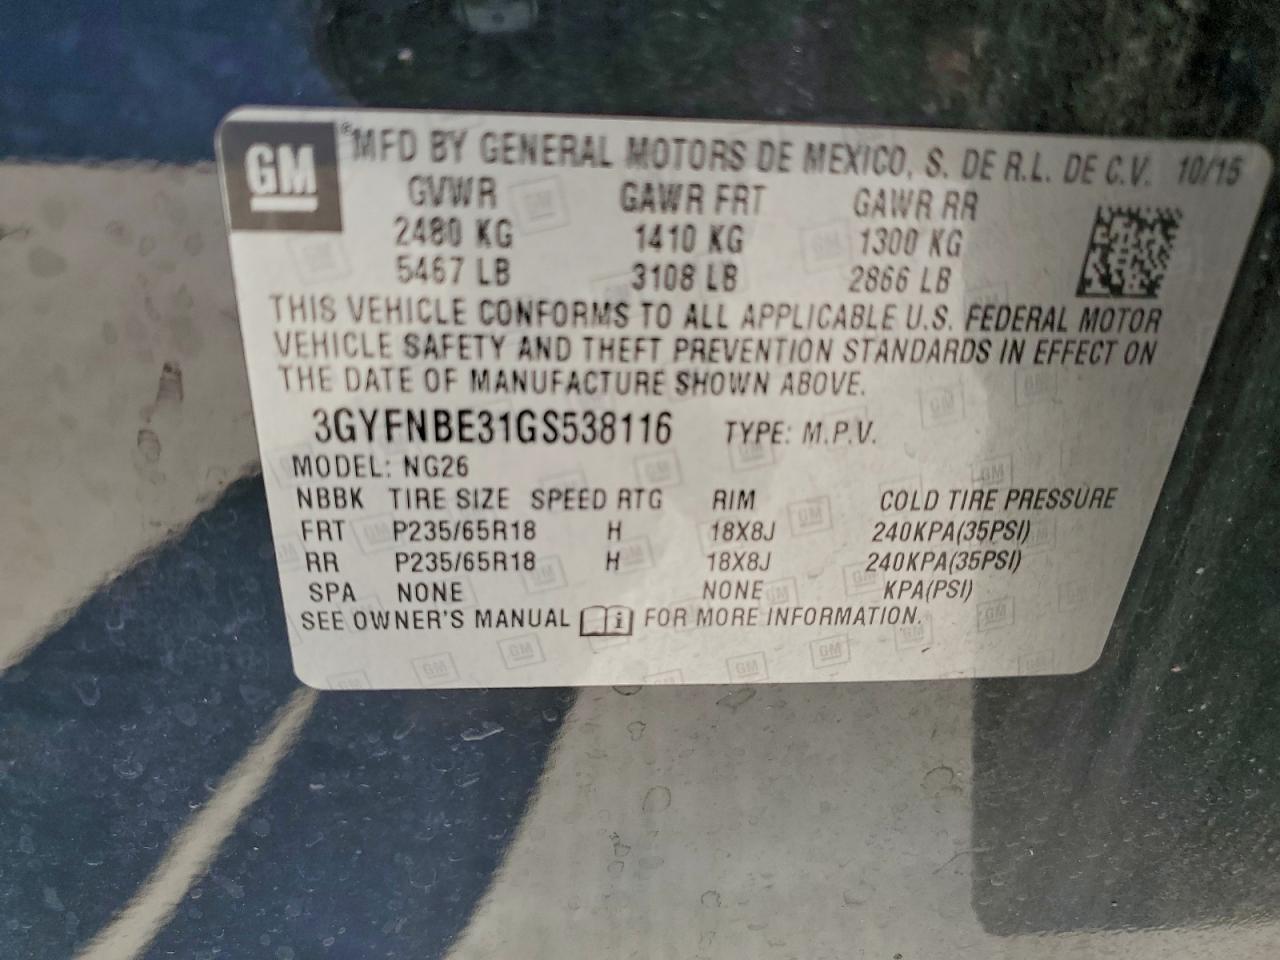 GM ® MFD BY GENERAL MOTORS DE MEXICO, S. DE R.L. DE C.V. 10/15
GVWR GAWR FRT GAWR RR
2480 KG 1410 KG 1300 KG
5467 LB 3108 LB 2866 LB
THIS VEHICLE CONFORMS TO ALL APPLICABLE U.S. FEDERAL MOTOR
VEHICLE SAFETY AND THEFT PREVENTION STANDARDS IN EFFECT ON
THE DATE OF MANUFACTURE SHOWN ABOVE.
3GYFNBE31GS538116 TYPE: M.P.V.
MODEL: NG26
NBBK TIRE SIZE SPEED RTG RIM COLD TIRE PRESSURE
FRT P235/65R18 H 18X8J 240KPA(35PSI)
RR P235/65R18 H 18X8J 240KPA(35PSI)
SPA NONE NONE KPA(PSI)
SEE OWNER'S MANUAL i FOR MORE INFORMATION.